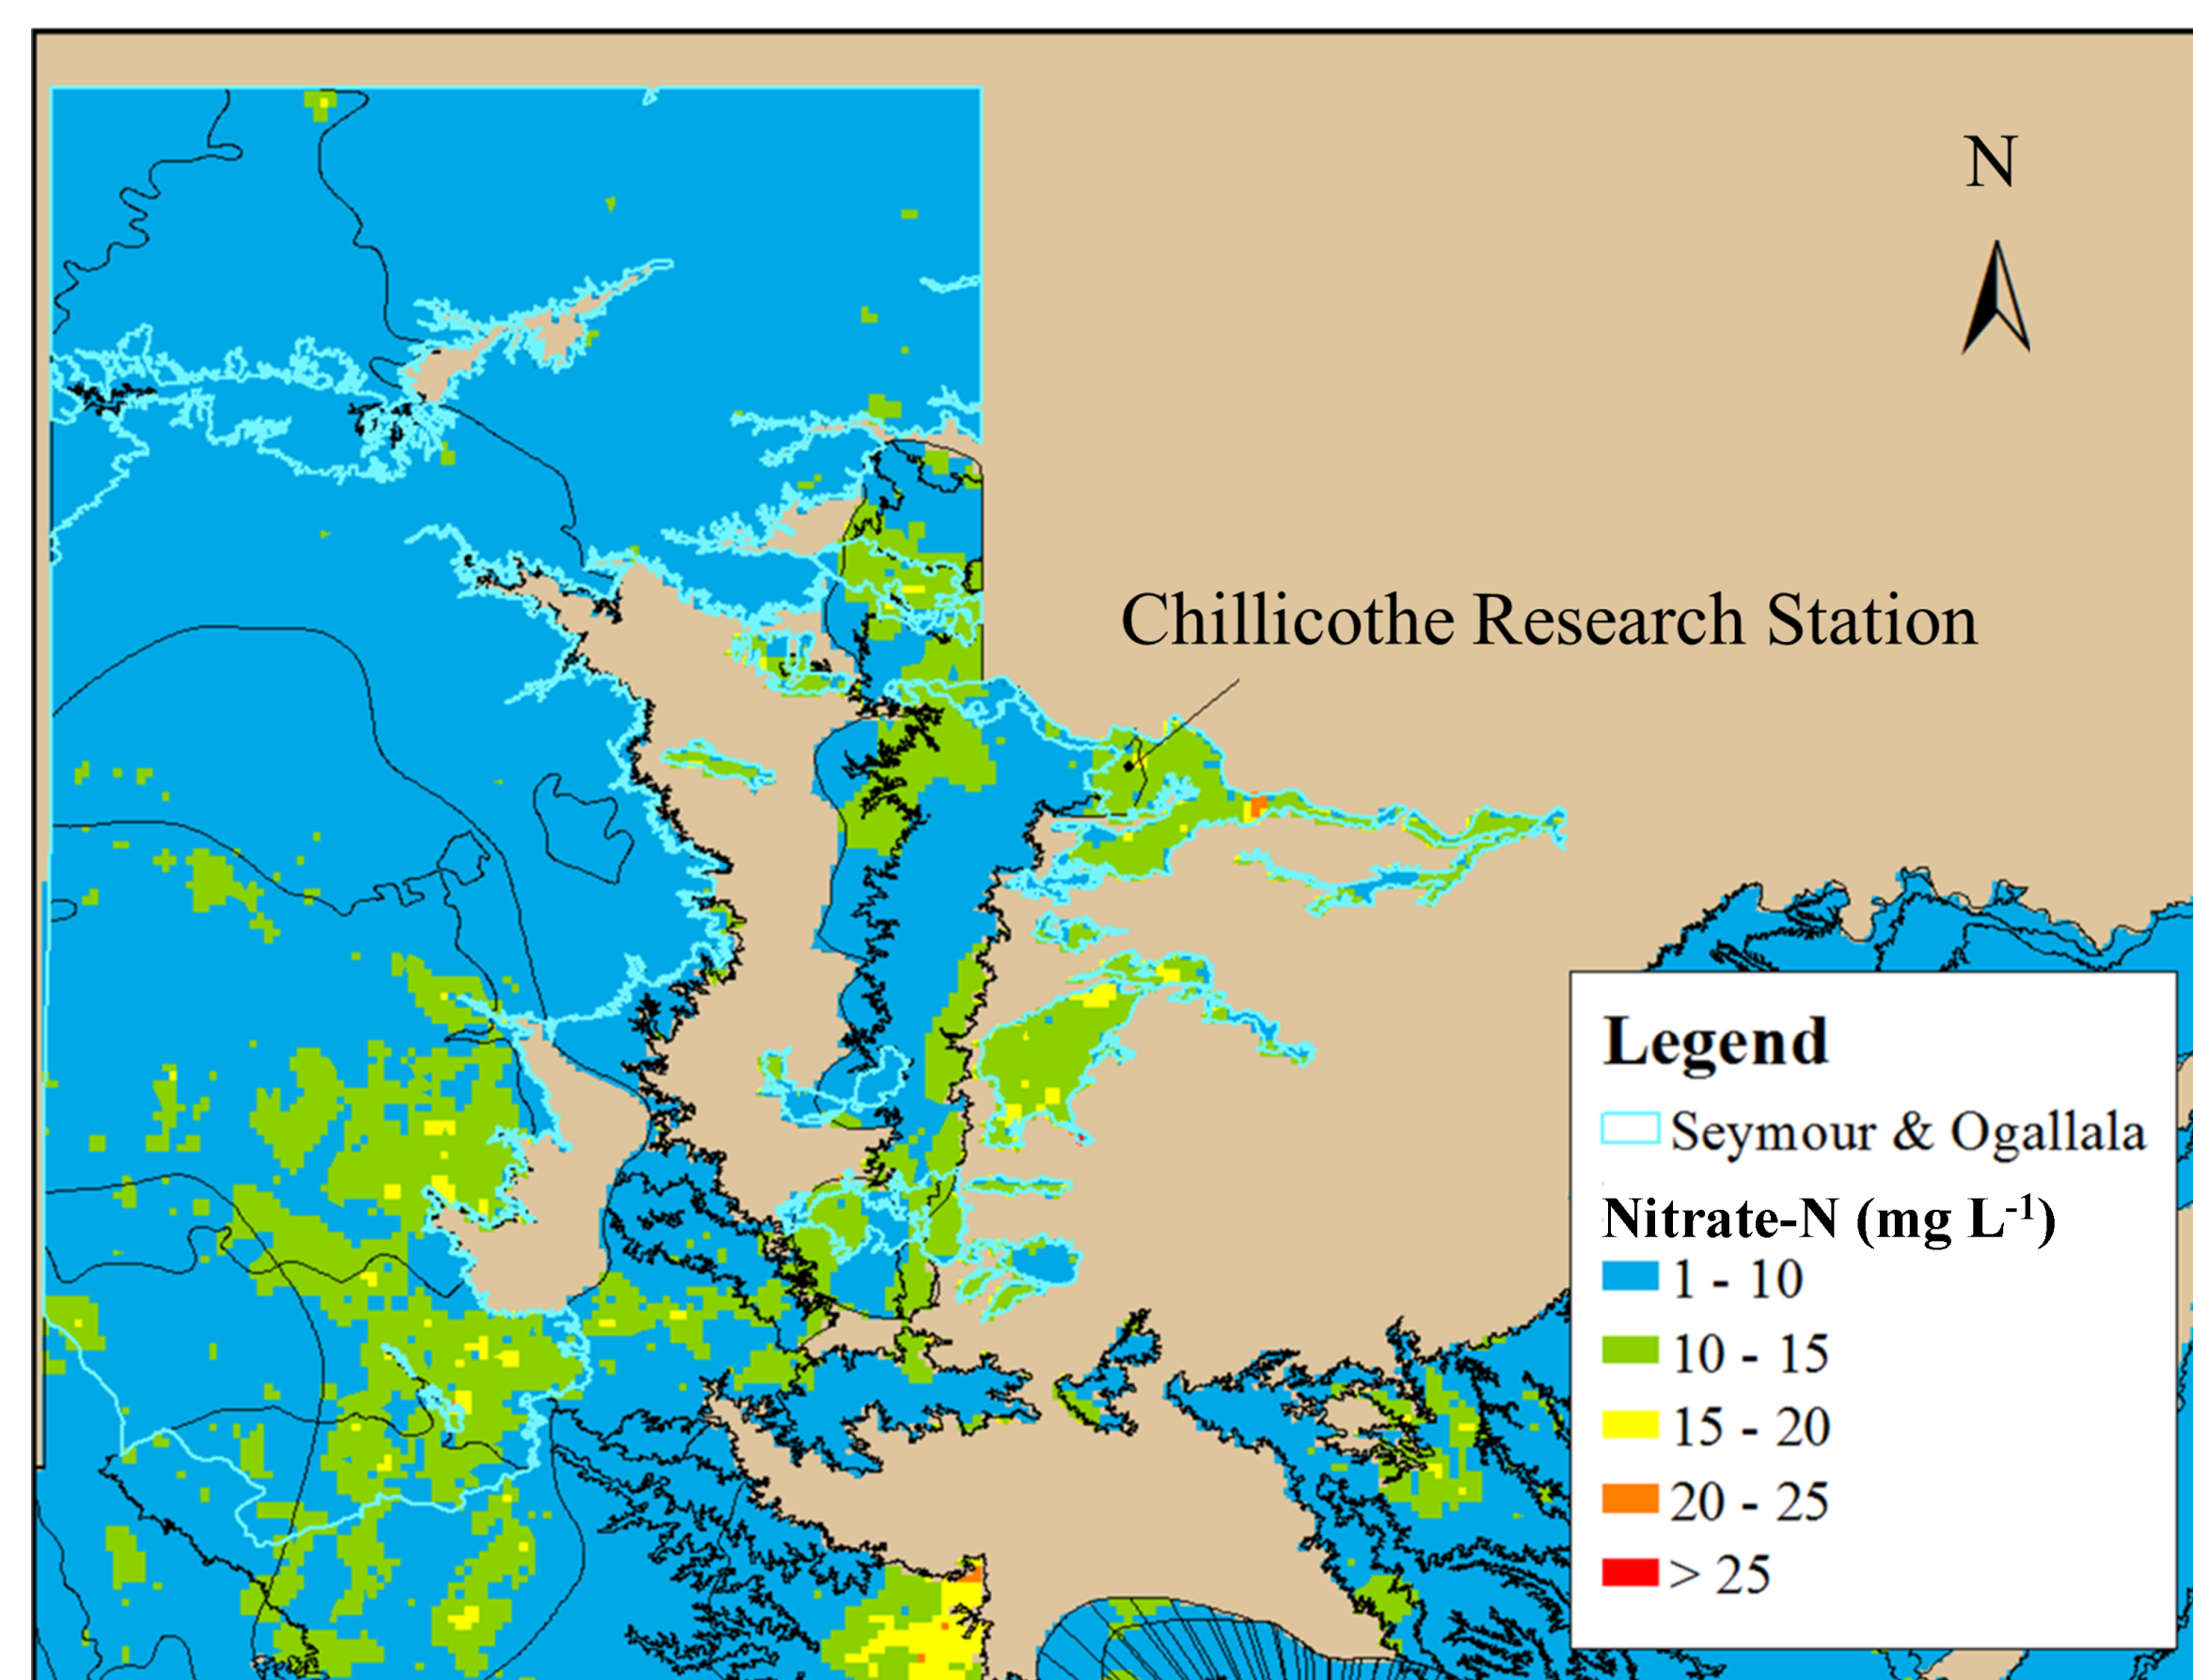 N
Chillicothe Research Station
Legend
Seymour & Ogallala
Nitrate-N (mg L-1)
1 - 10
10 - 15
15 - 20
20 - 25
> 25